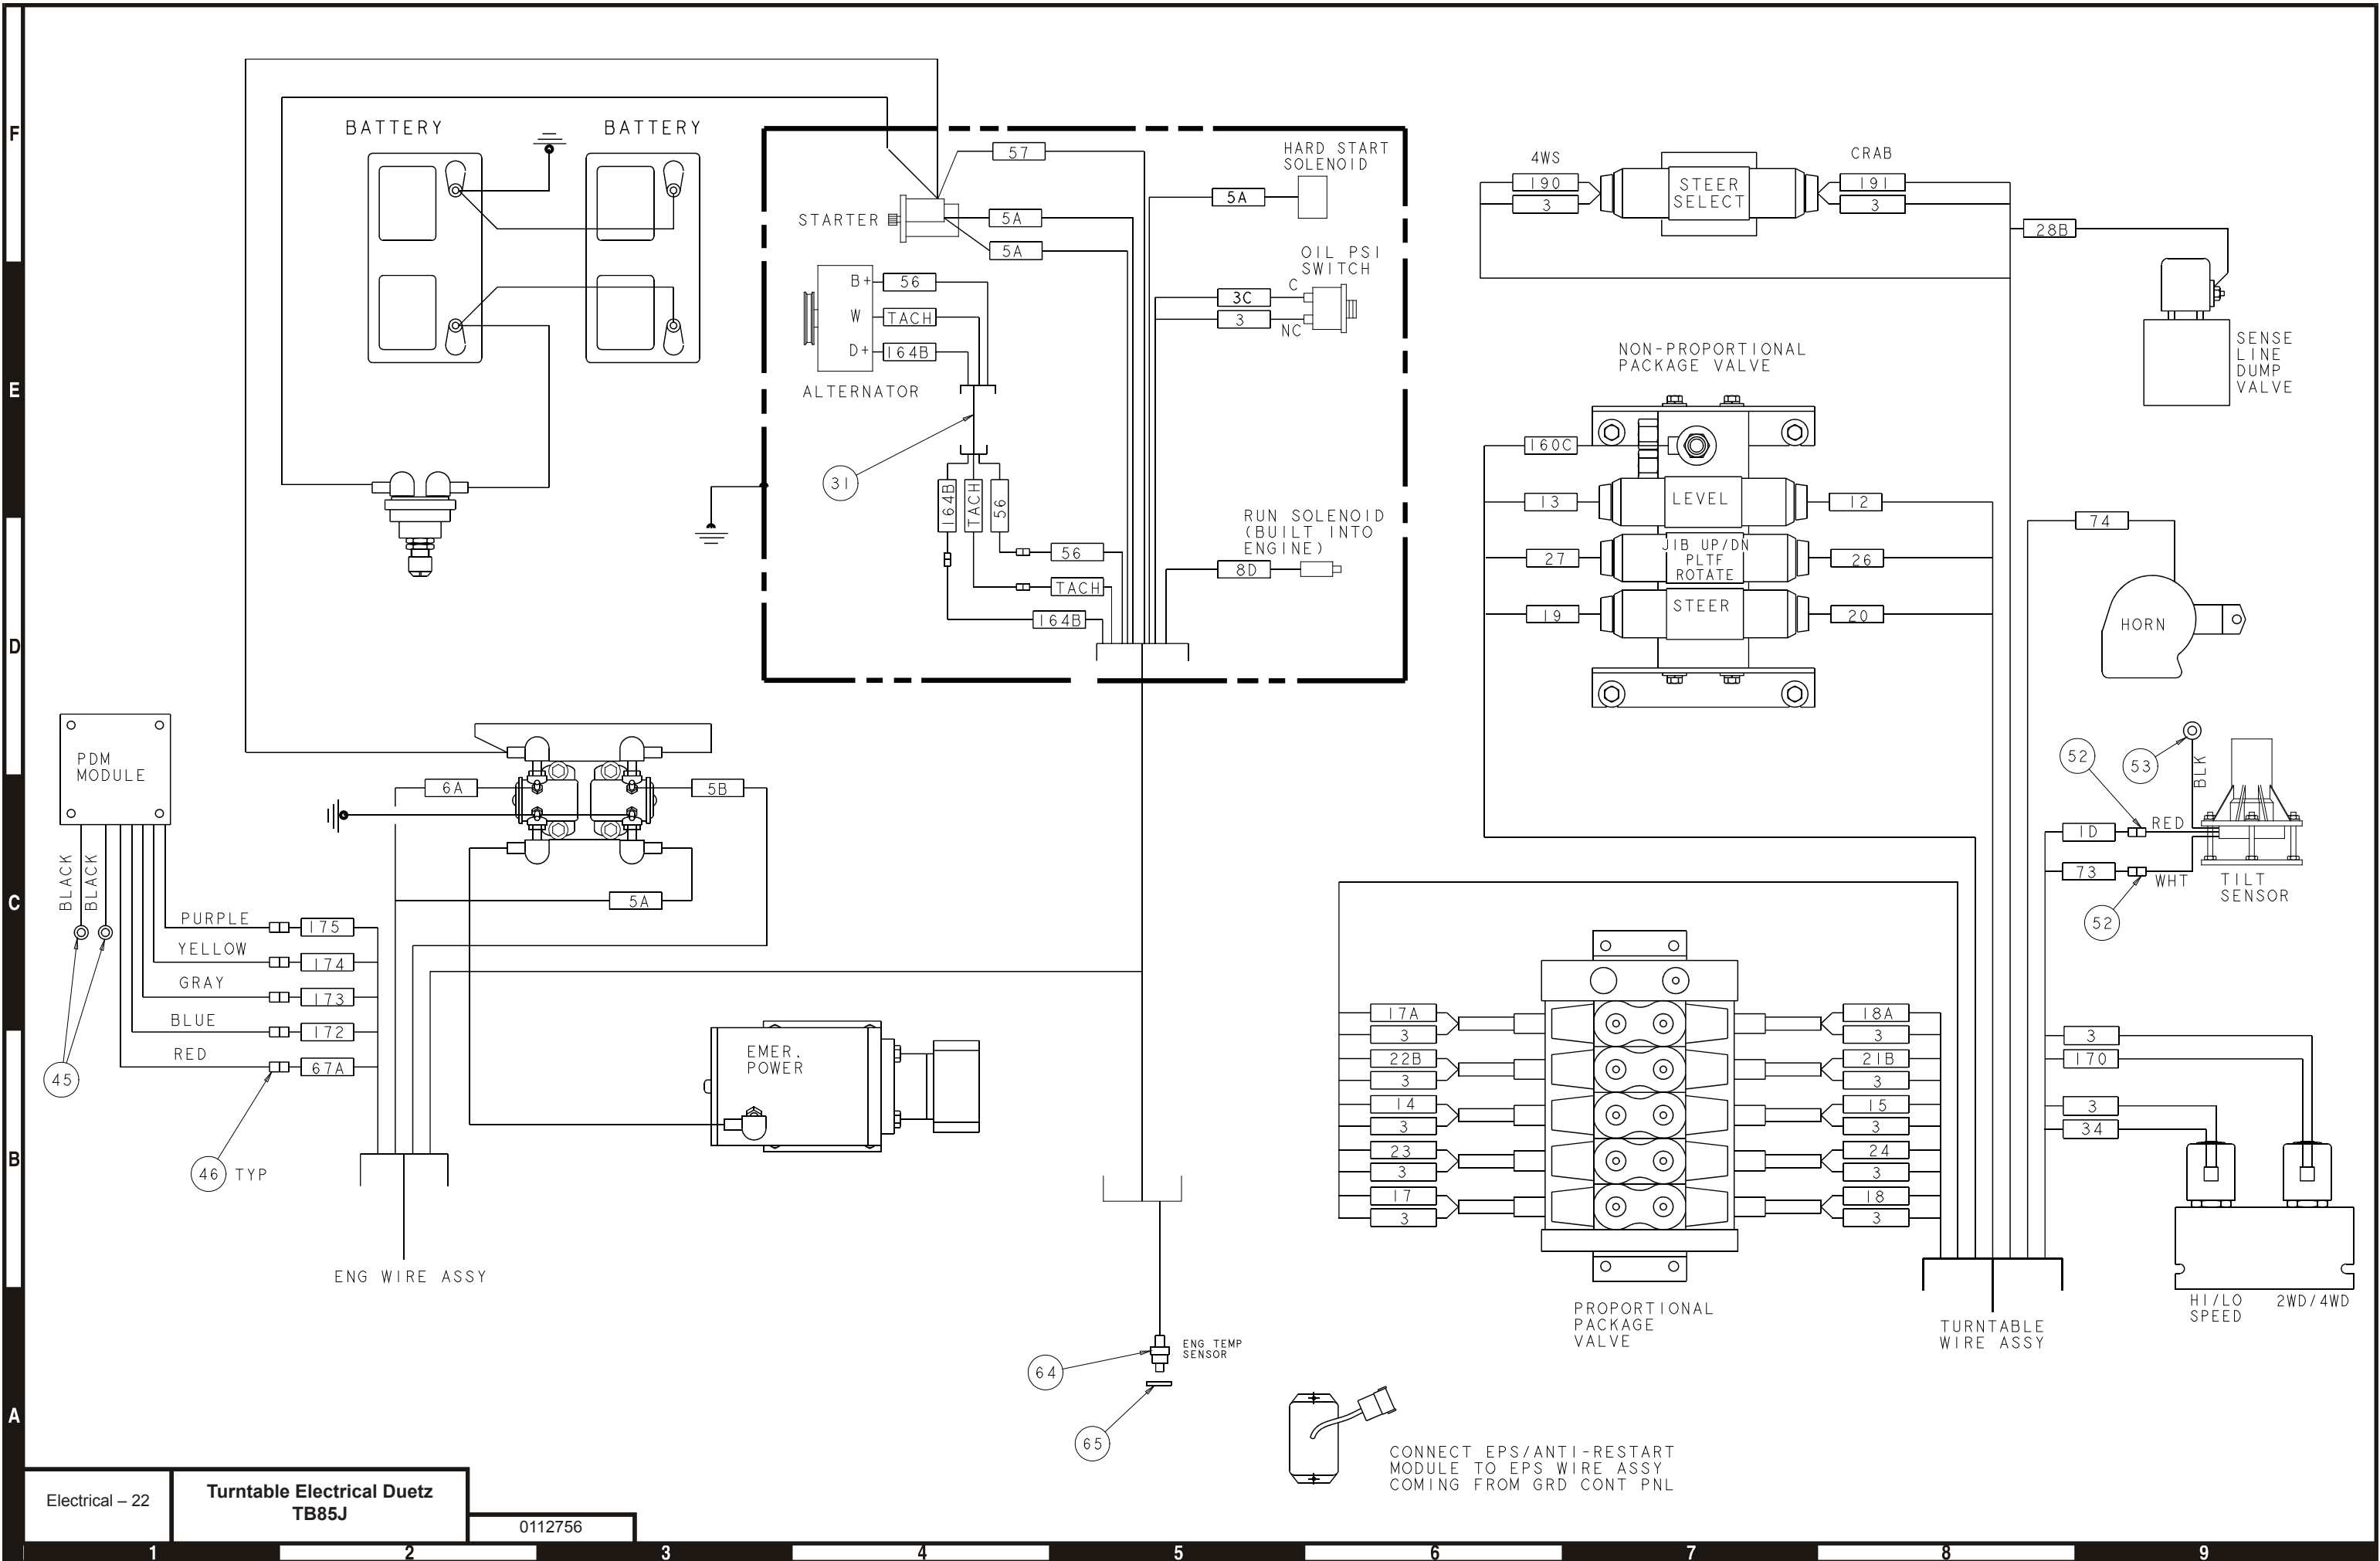 F
E
D
C
B
A
BATTERY
BATTERY
57
5A
5A
STARTER
B+
56
W
TACH
D+
164B
ALTERNATOR
31
164B
TACH
56
56
TACH
164B
HARD START
SOLENOID
5A
OIL PSI
SWITCH
C
3C
3
NC
RUN SOLENOID
(BUILT INTO
ENGINE)
8D
4WS
190
3
STEER
SELECT
CRAB
191
3
28B
SENSE
LINE
DUMP
VALVE
NON-PROPORTIONAL
PACKAGE VALVE
160C
13
LEVEL
12
27
JIB UP/DN
PLTF
ROTATE
26
19
STEER
20
74
HORN
PDM
MODULE
BLACK
BLACK
PURPLE
175
YELLOW
174
GRAY
173
BLUE
172
RED
67A
45
46 TYP
6A
5B
5A
EMER.
POWER
ENG WIRE ASSY
52
53
BLK
1D
RED
73
WHT
52
TILT
SENSOR
17A
3
22B
3
14
3
23
3
17
3
18A
3
21B
3
15
3
24
3
18
3
PROPORTIONAL
PACKAGE
VALVE
3
170
3
34
HI/LO
SPEED
2WD/4WD
TURNTABLE
WIRE ASSY
64
ENG TEMP
SENSOR
65
CONNECT EPS/ANTI-RESTART
MODULE TO EPS WIRE ASSY
COMING FROM GRD CONT PNL
Electrical – 22
Turntable Electrical Duetz
TB85J
0112756
1
2
3
4
5
6
7
8
9